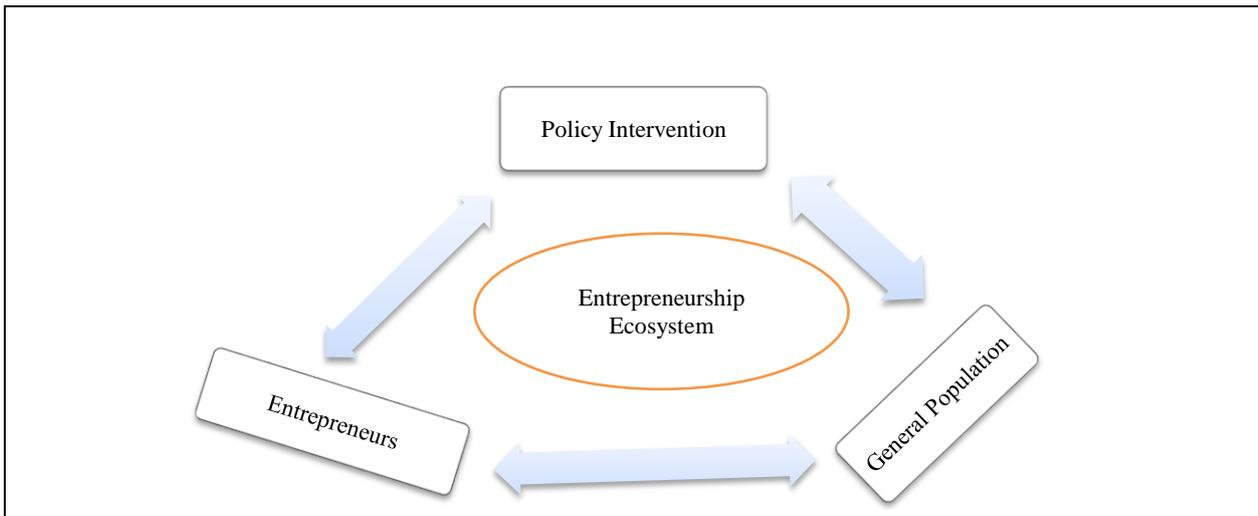 Policy Intervention
Entrepreneurship
Ecosystem
Entrepreneurs
General Population